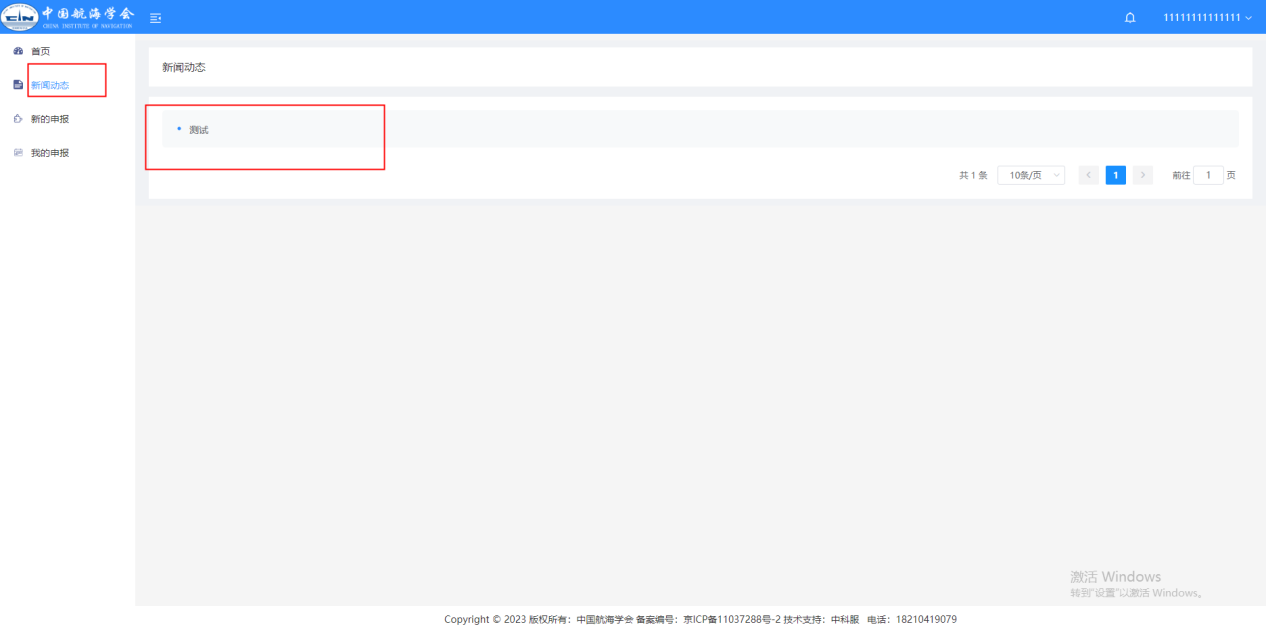 中国航海学会
CHINA INSTITUTE OF NAVIGATION
11111111111111
首页
新闻动态
新的申报
我的申报
新闻动态
测试
共 1 条 10条/页 1 前往 1 页
激活 Windows
转到"设置"以激活 Windows。
Copyright © 2023 版权所有：中国航海学会 备案编号：京ICP备11037288号-2 技术支持：中科服 电话：18210419079